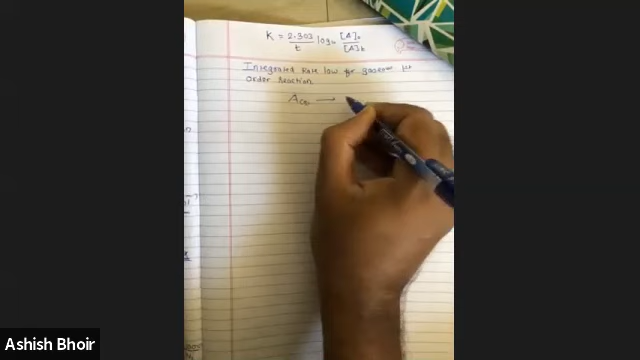 K = 2.303/t log₁₀ [A]₀/[A]t
Integrated Rate law for gaseous 1st
order reaction
A(g) →
Ashish Bhoir